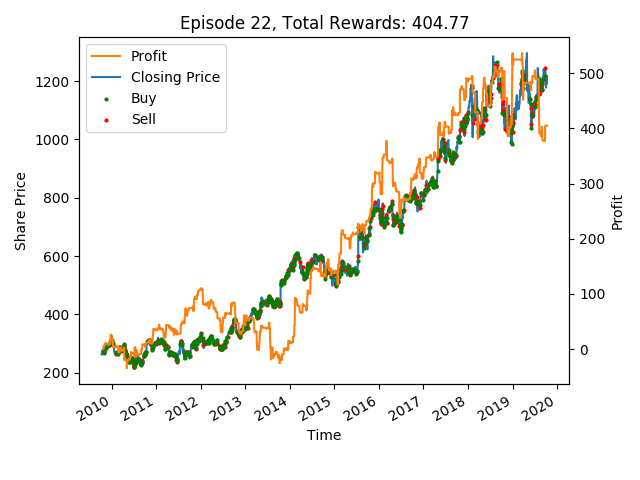 Episode 22, Total Rewards: 404.77
Profit
Closing Price
Buy
Sell
Share Price
1200
1000
800
600
400
200
500
400
300
200
100
0
Profit
2010
2011
2012
2013
2014
2015
2016
2017
2018
2019
2020
Time